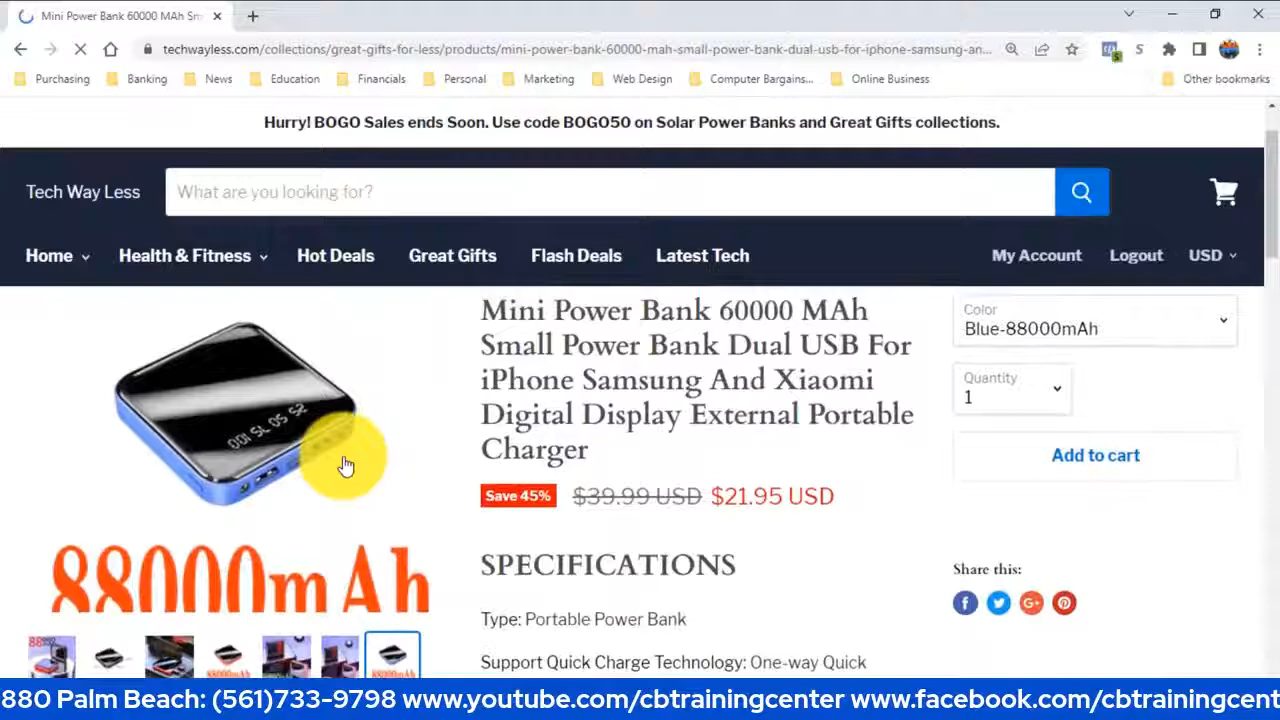 Mini Power Bank 60000 MAh Sm
techwayless.com/collections/great-gifts-for-less/products/mini-power-bank-60000-mah-small-power-bank-dual-usb-for-iphone-samsung-an...
Purchasing Banking News Education Financials Personal Marketing Web Design Computer Bargains... Online Business Other bookmarks
Hurry! BOGO Sales ends Soon. Use code BOGO50 on Solar Power Banks and Great Gifts collections.
Tech Way Less What are you looking for?
Home Health & Fitness Hot Deals Great Gifts Flash Deals Latest Tech My Account Logout USD
Mini Power Bank 60000 MAh
Small Power Bank Dual USB For
iPhone Samsung And Xiaomi
Digital Display External Portable
Charger
Save 45% $39.99 USD $21.95 USD
SPECIFICATIONS
Type: Portable Power Bank
Support Quick Charge Technology: One-way Quick
Color
Blue-88000mAh
Quantity
1
Add to cart
Share this:
100 75 50 25
88000mAh
880 Palm Beach: (561)733-9798 www.youtube.com/cbtrainingcenter www.facebook.com/cbtrainingcent